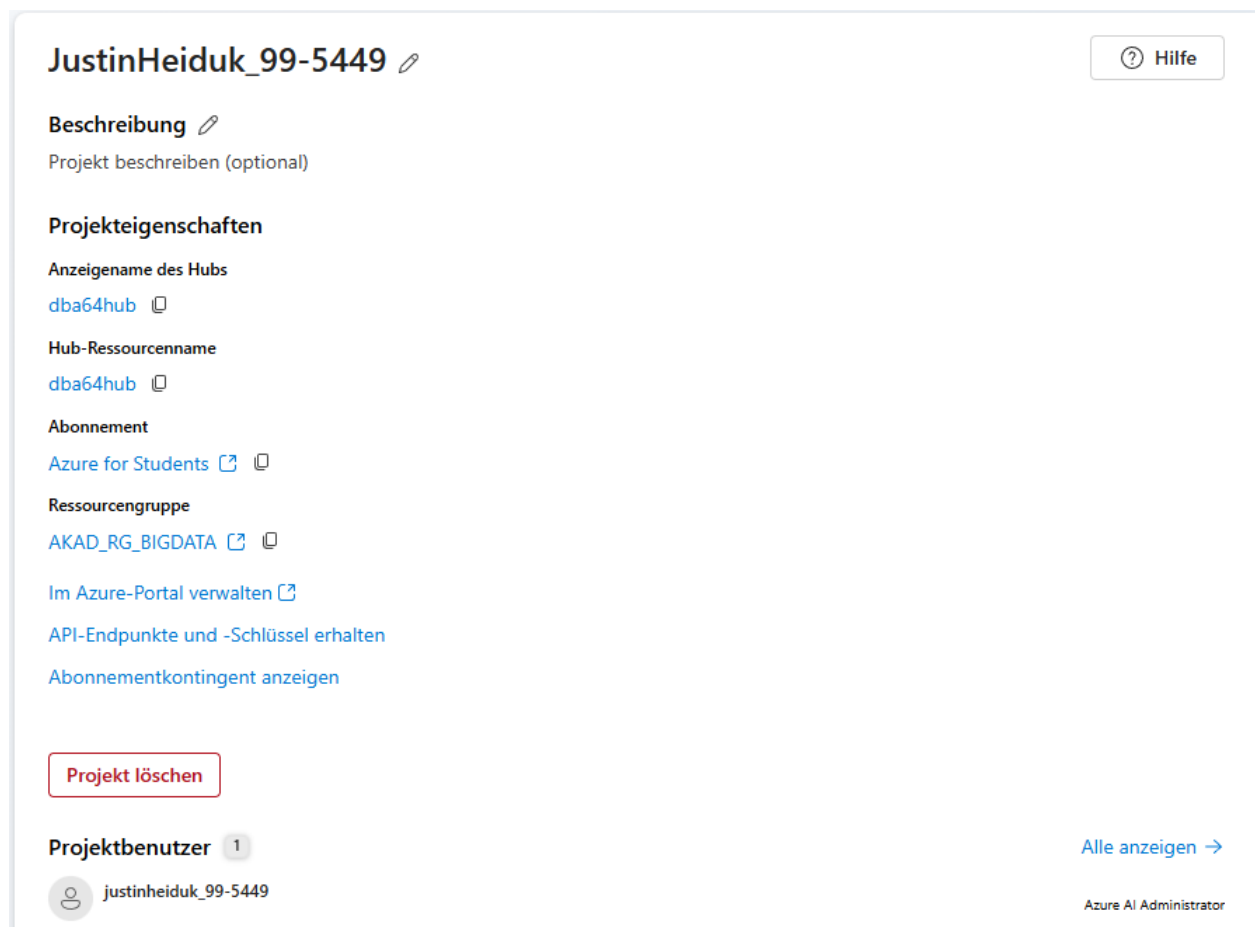 JustinHeiduk_99-5449
Hilfe
Beschreibung
Projekt beschreiben (optional)
Projekteigenschaften
Anzeigename des Hubs
dba64hub
Hub-Ressourcenname
dba64hub
Abonnement
Azure for Students
Ressourcengruppe
AKAD_RG_BIGDATA
Im Azure-Portal verwalten
API-Endpunkte und -Schlüssel erhalten
Abonnementkontingent anzeigen
Projekt löschen
Projektbenutzer 1
Alle anzeigen →
justinheiduk_99-5449
Azure AI Administrator